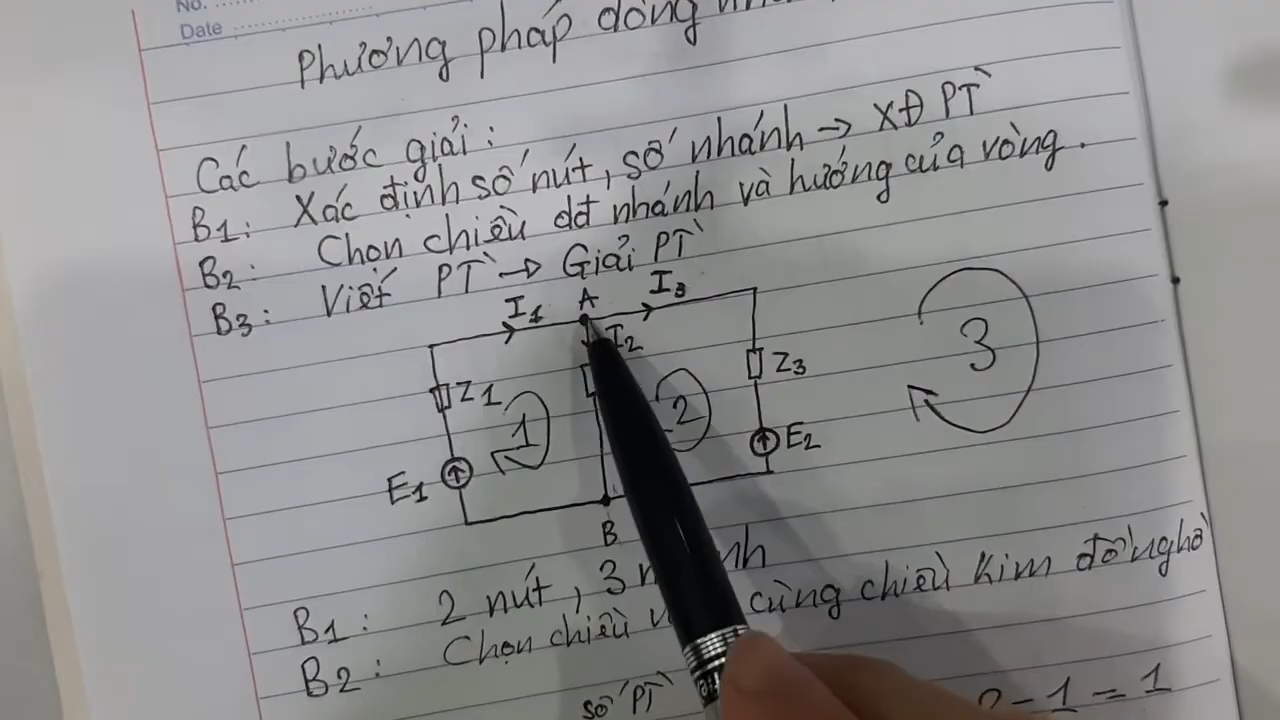 No.
Date
Phương pháp dòng
Các bước giải:
B1: Xác định số nút, số nhánh → XĐ PT
B2: Chọn chiều dđ nhánh và hướng của vòng.
B3: Viết PT → Giải PT
I1 A I3
I2
Z1 Z3
1 2 3
E1 E2
B
B1: 2 nút, 3
B2: Chọn chiều cùng chiều kim đồng hồ
số PT 2-1=1